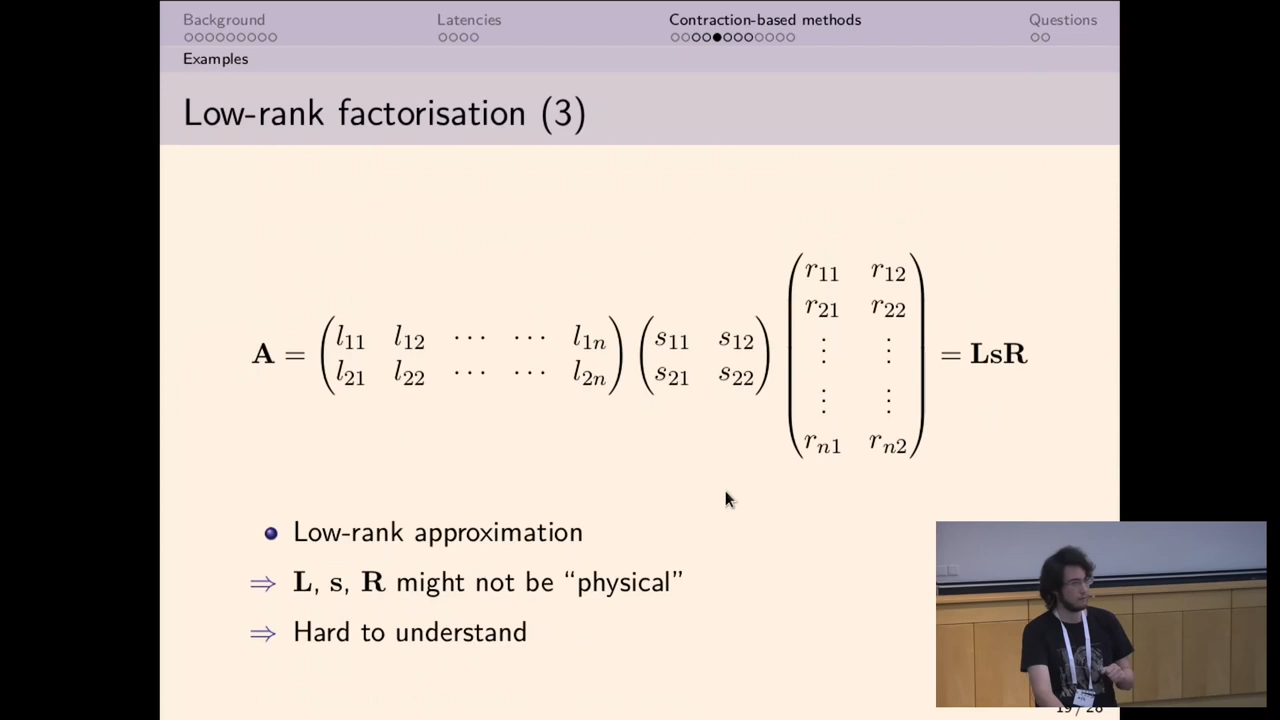 Background Latencies Contraction-based methods Questions
Examples
Low-rank factorisation (3)
A = ( l11 l12 ⋯ ⋯ l1n ; l21 l22 ⋯ ⋯ l2n ) ( s11 s12 ; s21 s22 ) ( r11 r12 ; r21 r22 ; ⋮ ⋮ ; ⋮ ⋮ ; rn1 rn2 ) = LsR
Low-rank approximation
⇒ L, s, R might not be “physical”
⇒ Hard to understand